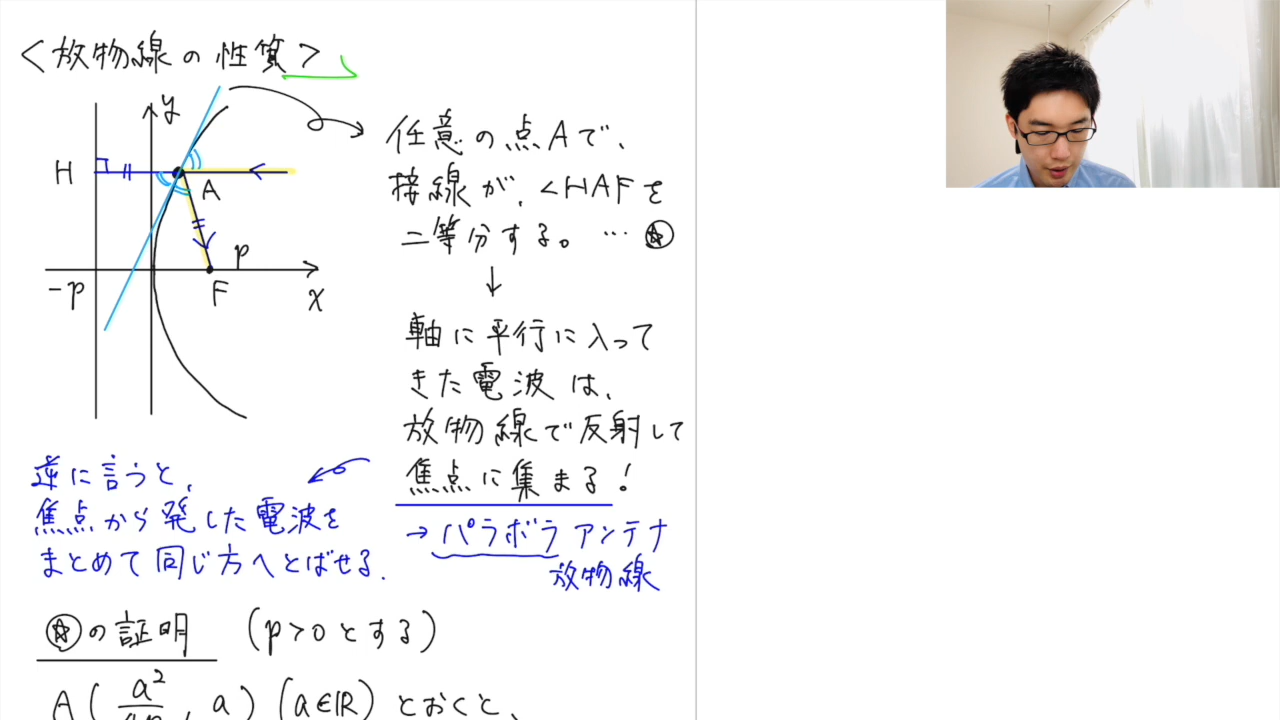 <放物線の性質>
y
H
A
p
-p
F
x
任意の点Aで、
接線が、∠HAFを
二等分する。…☆
↓
軸に平行に入って
きた電波は、
放物線で反射して
焦点に集まる!
→パラボラアンテナ
放物線
逆に言うと、
焦点から発した電波を
まとめて同じ方へとばせる.
☆の証明 (p>0とする)
A(a²/4p, a) (a∈ℝ)とおくと、